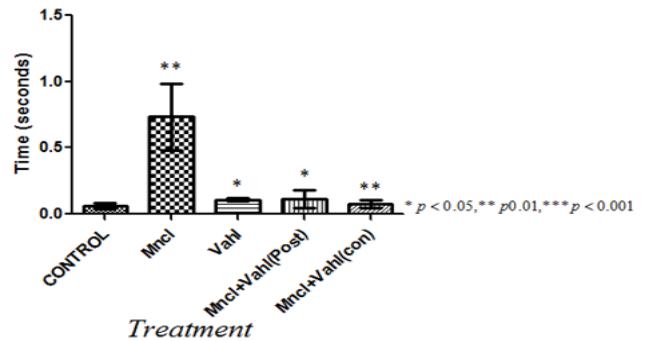 1.5
1.0
0.5
0.0
Time (seconds)
**
*
*
**
CONTROL
Mncl
Vahl
Mncl+Vahl(Post)
Mncl+Vahl(con)
* p < 0.05,** p0.01,*** p < 0.001
Treatment